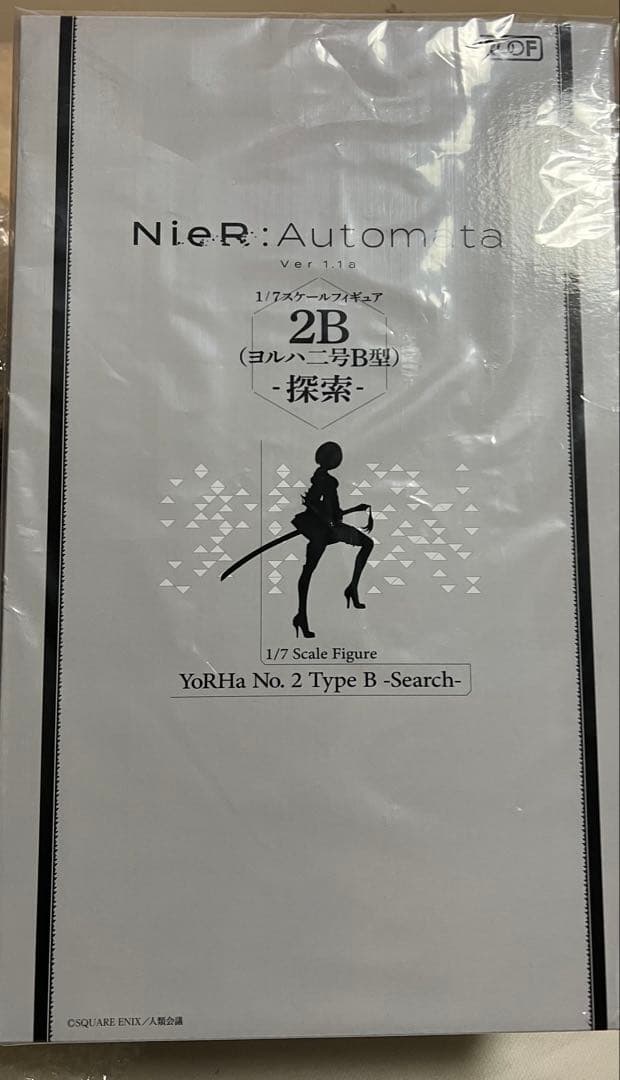 NieR:Automata
Ver 1.1a
1/7スケールフィギュア
2B
(ヨルハ二号B型)
-探索-
1/7 Scale Figure
YoRHa No. 2 Type B -Search-
©SQUARE ENIX／人類会議